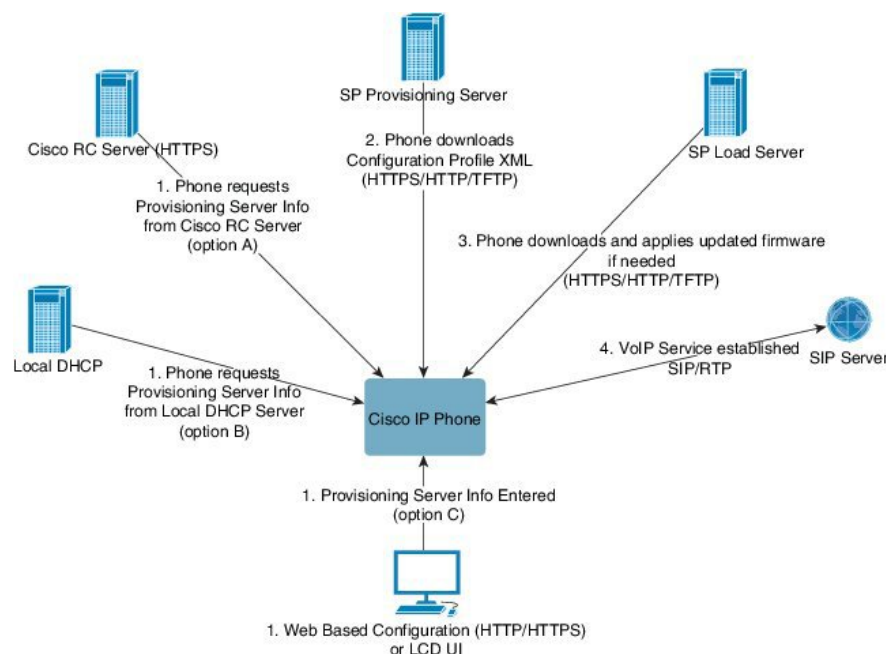 SP Provisioning Server
Cisco RC Server (HTTPS)
SP Load Server
2. Phone downloads
Configuration Profile XML
(HTTPS/HTTP/TFTP)
1. Phone requests
Provisioning Server Info
from Cisco RC Server
(option A)
3. Phone downloads and applies updated firmware
if needed
(HTTPS/HTTP/TFTP)
Local DHCP
4. VoIP Service established
SIP/RTP
SIP Server
1. Phone requests
Provisioning Server Info
from Local DHCP Server
(option B)
Cisco IP Phone
1. Provisioning Server Info Entered
(option C)
1. Web Based Configuration (HTTP/HTTPS)
or LCD UI